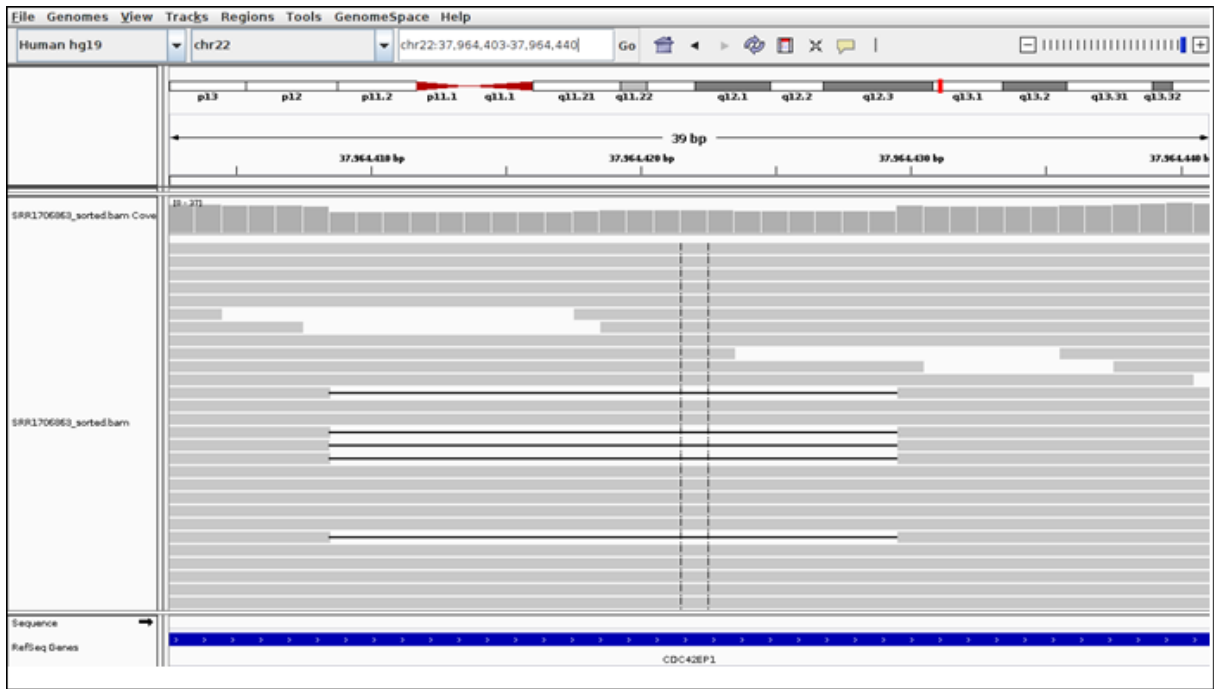 File Genomes View Tracks Regions Tools GenomeSpace Help
Human hg19 chr22 chr22:37,964,403-37,964,440 Go
p13 p12 p11.2 p11.1 q11.1 q11.21 q11.22 q12.1 q12.2 q12.3 q13.1 q13.2 q13.31 q13.32
39 bp
37.964.410 bp 37.964.420 bp 37.964.430 bp 37.964.440 b
[0 - 37]
SRR1706863_sorted.bam Cove
SRR1706863_sorted.bam
Sequence
RefSeq Genes
CDC42EP1